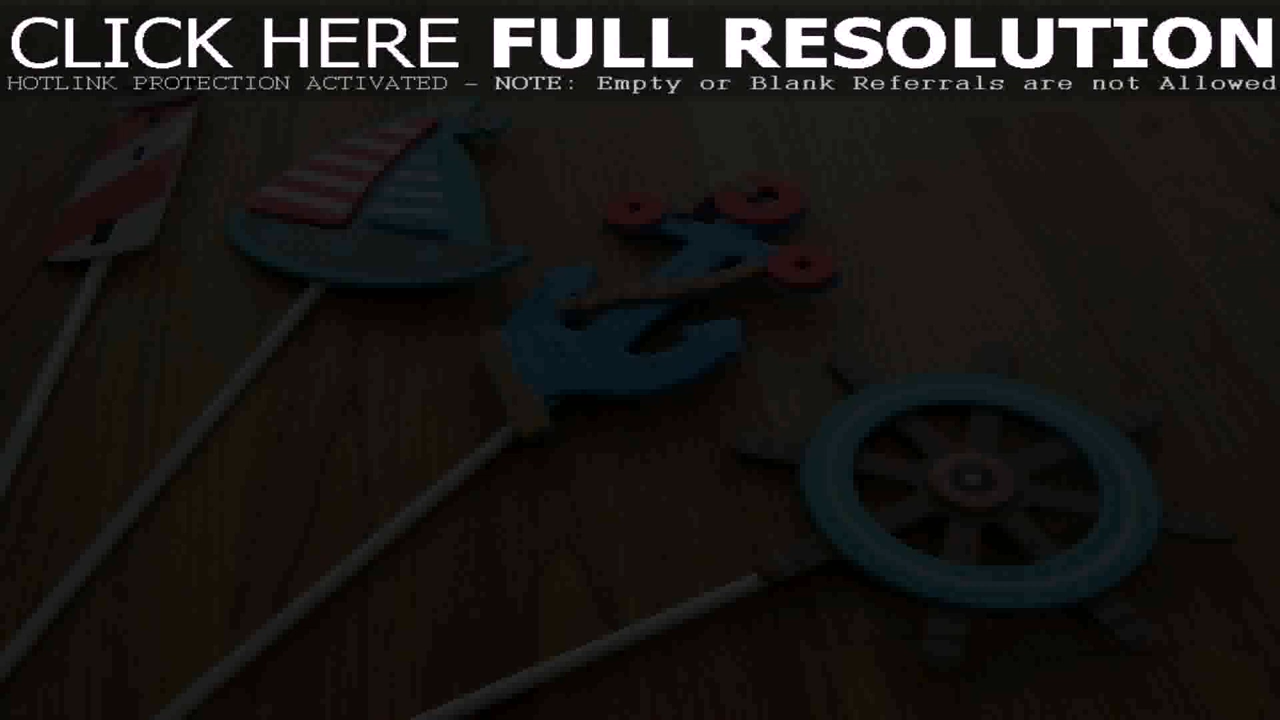 CLICK HERE FULL RESOLUTION
HOTLINK PROTECTION ACTIVATED – NOTE: Empty or Blank Referrals are not Allowed